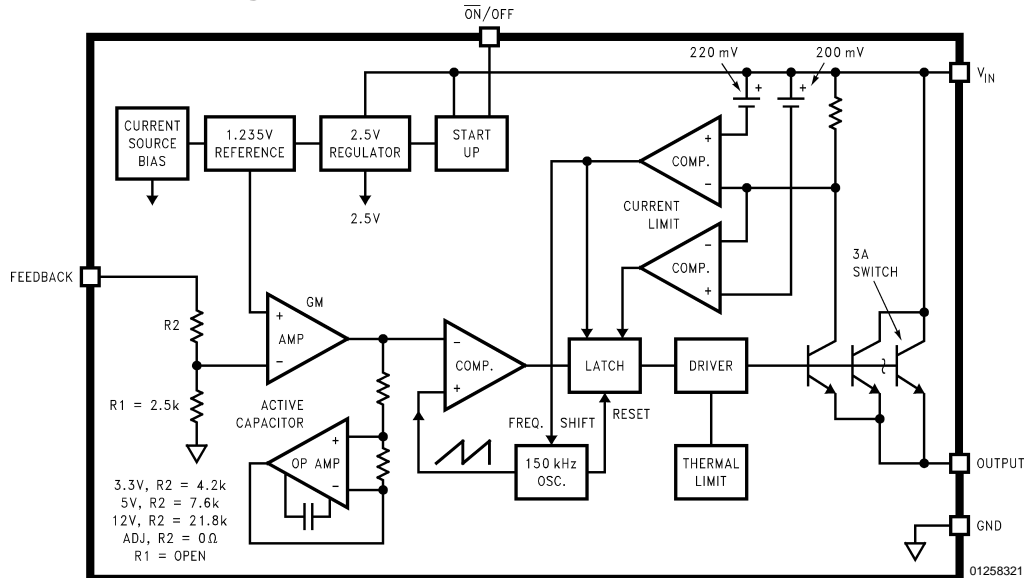 ON/OFF
220 mV
200 mV
VIN
CURRENT
SOURCE
BIAS
1.235V
REFERENCE
2.5V
REGULATOR
START
UP
+
+
+
COMP.
−
2.5V
CURRENT
LIMIT
−
COMP.
+
3A
SWITCH
FEEDBACK
R2
GM
+
AMP
−
−
COMP.
+
LATCH
DRIVER
R1 = 2.5k
ACTIVE
CAPACITOR
FREQ. SHIFT
RESET
+
OP AMP
−
150 kHz
OSC.
THERMAL
LIMIT
OUTPUT
3.3V, R2 = 4.2k
5V, R2 = 7.6k
12V, R2 = 21.8k
ADJ, R2 = 0Ω
R1 = OPEN
GND
01258321